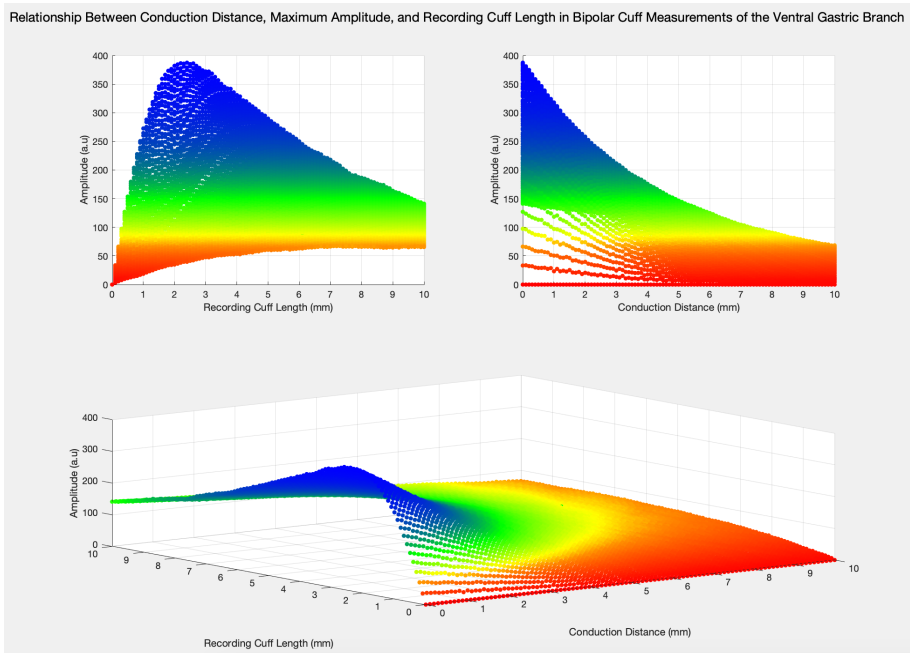 Relationship Between Conduction Distance, Maximum Amplitude, and Recording Cuff Length in Bipolar Cuff Measurements of the Ventral Gastric Branch
400
350
300
250
200
150
100
50
0
Amplitude (a.u)
0 1 2 3 4 5 6 7 8 9 10
Recording Cuff Length (mm)
400
350
300
250
200
150
100
50
0
Amplitude (a.u)
0 1 2 3 4 5 6 7 8 9 10
Conduction Distance (mm)
400
300
200
100
0
Amplitude (a.u)
10 9 8 7 6 5 4 3 2 1 0
Recording Cuff Length (mm)
0 1 2 3 4 5 6 7 8 9 10
Conduction Distance (mm)